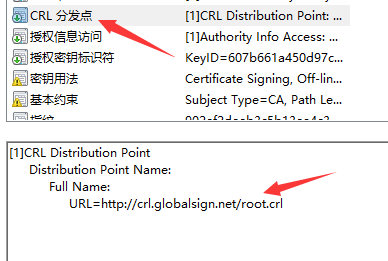 CRL 分发点 [1]CRL Distribution Point: ...
授权信息访问 [1]Authority Info Access: ...
授权密钥标识符 KeyID=607b661a450d97c...
密钥用法 Certificate Signing, Off-lin...
基本约束 Subject Type=CA, Path Le...
[1]CRL Distribution Point
Distribution Point Name:
Full Name:
URL=http://crl.globalsign.net/root.crl